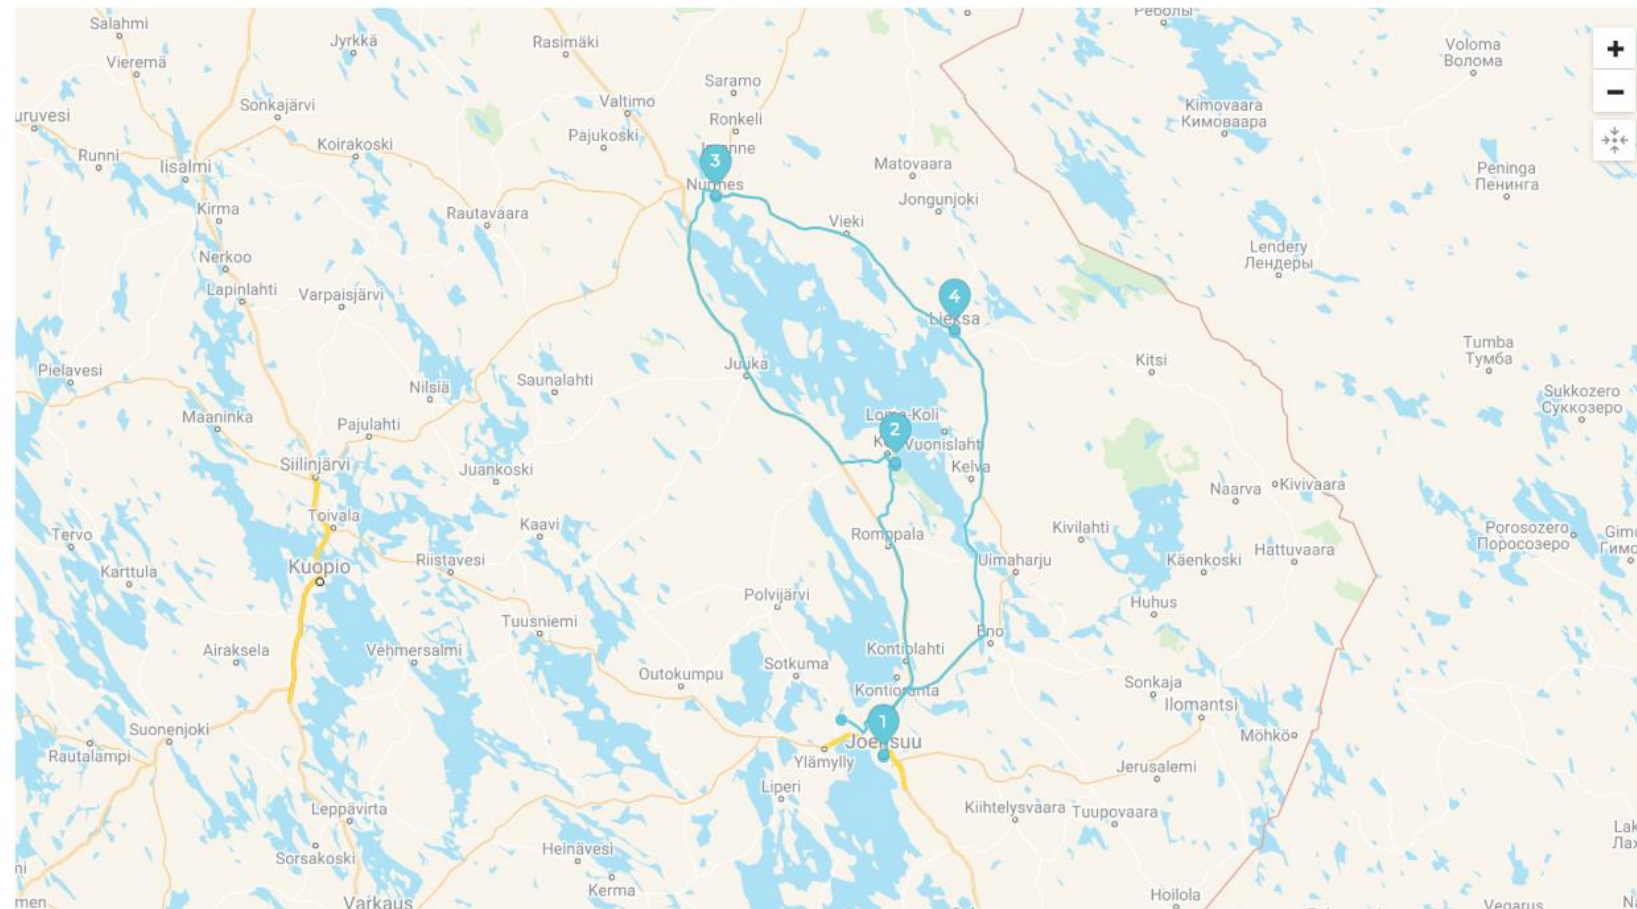 Salahmi
Jyrkkä
Rasimäki
Реболы
Voloma
Волома
Vieremä
Saramo
Sonkajärvi
Valtimo
Kimovaara
Кимоваара
Ronkeli
uruvesi
Pajukoski
Koirakoski
Runni
Iisalmi
3
Matovaara
Peninga
Пенинга
Nurmes
Jongunjoki
Kirma
Rautavaara
Vieki
Lendery
Лендеры
Nerkoo
Lapinlahti
Varpaisjärvi
4
Lieksa
Tumba
Тумба
Kitsi
Juuka
Pielavesi
Nilsiä
Saunalahti
Sukkozero
Суккозеро
Maaninka
Pajulahti
Loma-Koli
2
Vuonislahti
Siilinjärvi
Juankoski
Kelva
Naarva
Kivivaara
Toivala
Kaavi
Kivilahti
Porosozero
Поросозеро
Tervo
Romppala
Hattuvaara
Kuopio
Riistavesi
Uimaharju
Käenkoski
Karttula
Polvijärvi
Huhus
Tuusniemi
Eno
Airaksela
Vehmersalmi
Kontiolahti
Sotkuma
Outokumpu
Kontioranta
Sonkaja
Ilomantsi
1
Suonenjoki
Joensuu
Möhkö
Rautalampi
Ylämylly
Jerusalemi
Liperi
Leppävirta
Kiihtelysvaara
Tuupovaara
Heinävesi
Sorsakoski
Kerma
Varkaus
Hoilola